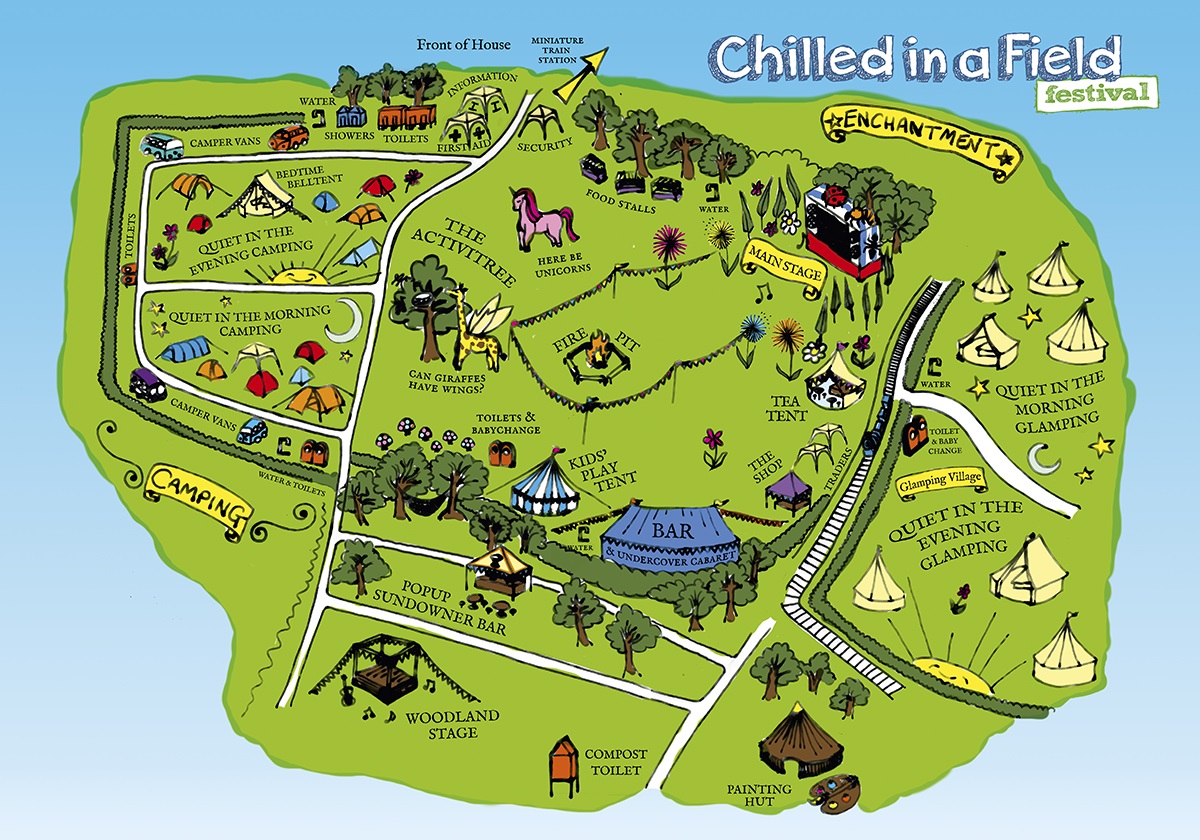 Chilled in a Field
festival
Front of House
MINIATURE
TRAIN
STATION
ENCHANTMENT
INFORMATION
FIRST AID
SECURITY
WATER
SHOWERS
TOILETS
CAMPER VANS
BEDTIME
BELLTENT
QUIET IN THE
EVENING CAMPING
TOILETS
QUIET IN THE MORNING
CAMPING
CAMPER VANS
WATER & TOILETS
CAMPING
THE
ACTIVITREE
HERE BE
UNICORNS
FOOD STALLS
WATER
MAIN STAGE
CAN GIRAFFES
HAVE WINGS?
FIRE PIT
TEA
TENT
TOILETS &
BABYCHANGE
KIDS'
PLAY
TENT
THE
SHOP
TRADERS
WATER
BAR
& UNDERCOVER CABARET
WATER
TOILET
& BABY
CHANGE
QUIET IN THE
MORNING
GLAMPING
Glamping Village
QUIET IN THE
EVENING
GLAMPING
POPUP
SUNDOWNER BAR
WOODLAND
STAGE
COMPOST
TOILET
PAINTING
HUT